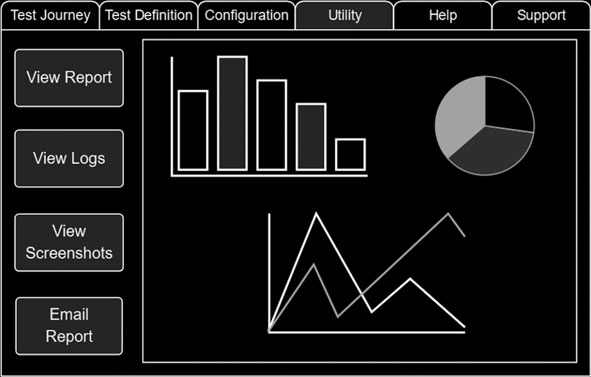 Test Journey Test Definition Configuration Utility Help Support
View Report
View Logs
View
Screenshots
Email
Report